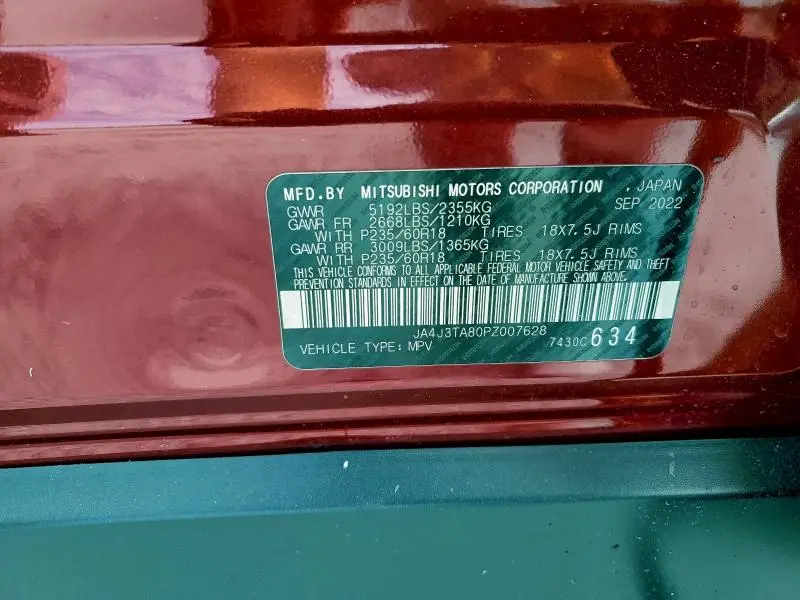 MFD.BY MITSUBISHI MOTORS CORPORATION , JAPAN
GVWR 5192LBS/2355KG SEP 2022
GAWR FR 2668LBS/1210KG
WITH P235/60R18 TIRES 18X7.5J RIMS
GAWR RR 3009LBS/1365KG
WITH P235/60R18 TIRES 18X7.5J RIMS
THIS VEHICLE CONFORMS TO ALL APPLICABLE FEDERAL MOTOR VEHICLE SAFETY AND THEFT
PREVENTION STANDARDS IN EFFECT ON THE DATE OF MANUFACTURE SHOWN ABOVE.
JA4J3TA80PZ007628
VEHICLE TYPE: MPV 7430C 634